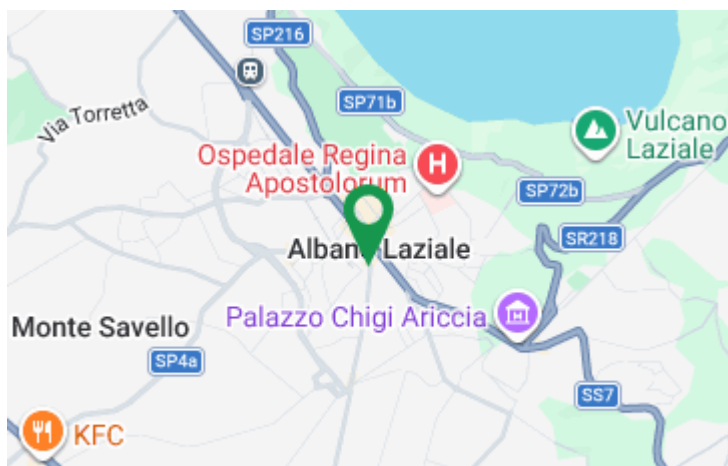 SP216
Via Torretta
SP71b
Vulcano
Laziale
Ospedale Regina
Apostolorum
H
SP72b
SR218
Albano Laziale
Palazzo Chigi Ariccia
Monte Savello
SP4a
SS7
KFC